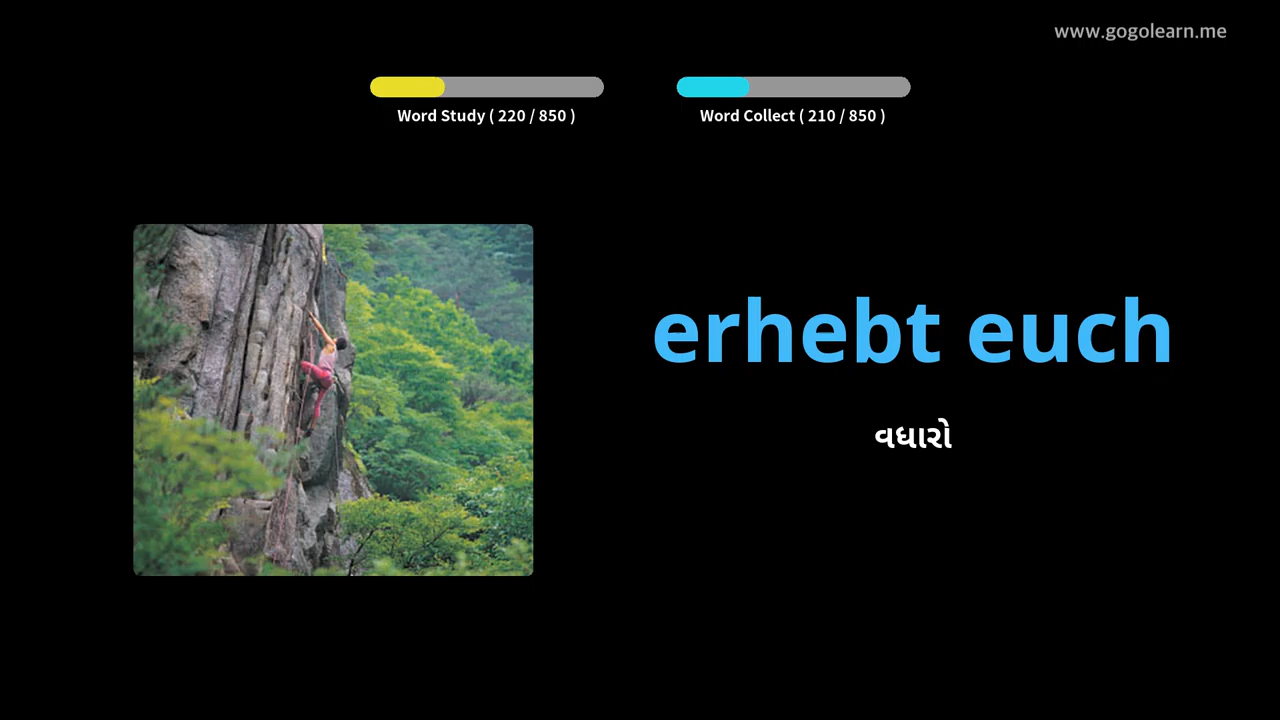 www.gogolearn.me
Word Study ( 220 / 850 )
Word Collect ( 210 / 850 )
erhebt euch
વધારો